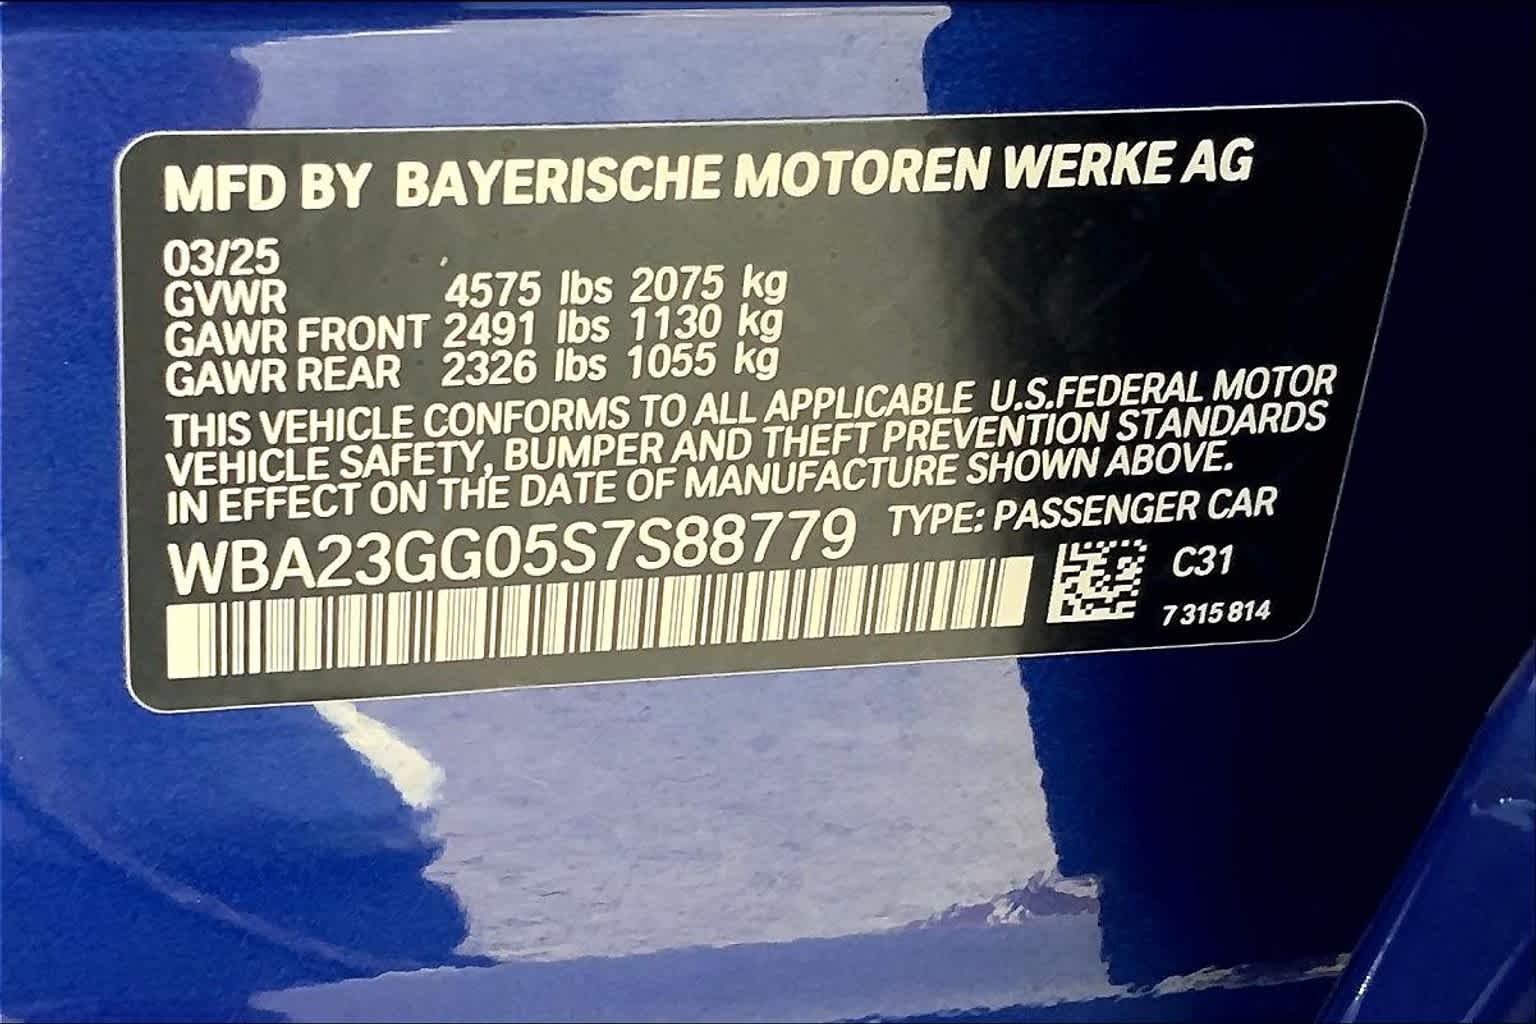 MFD BY BAYERISCHE MOTOREN WERKE AG
03/25
GVWR 4575 lbs 2075 kg
GAWR FRONT 2491 lbs 1130 kg
GAWR REAR 2326 lbs 1055 kg
THIS VEHICLE CONFORMS TO ALL APPLICABLE U.S.FEDERAL MOTOR
VEHICLE SAFETY, BUMPER AND THEFT PREVENTION STANDARDS
IN EFFECT ON THE DATE OF MANUFACTURE SHOWN ABOVE.
WBA23GG05S7S88779 TYPE: PASSENGER CAR
C31
7 315 814